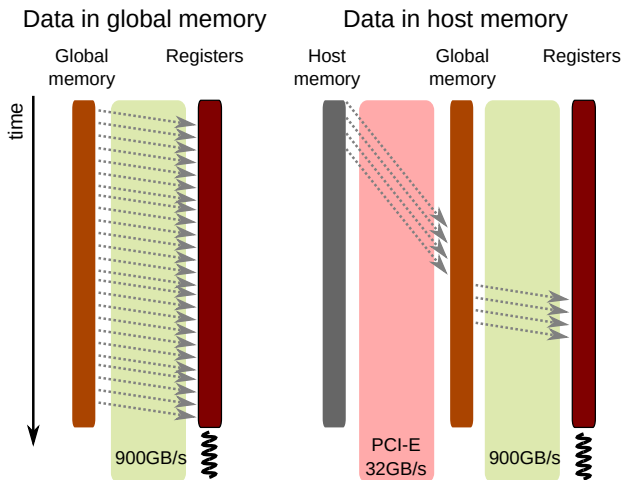 Data in global memory
Global
memory
Registers
time
900GB/s
Data in host memory
Host
memory
Global
memory
Registers
PCI-E
32GB/s
900GB/s